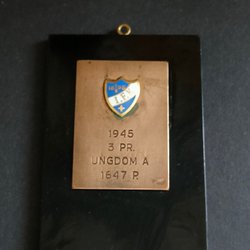 I.F.V.
1945
3 PR.
UNGDOM A
1647 P.